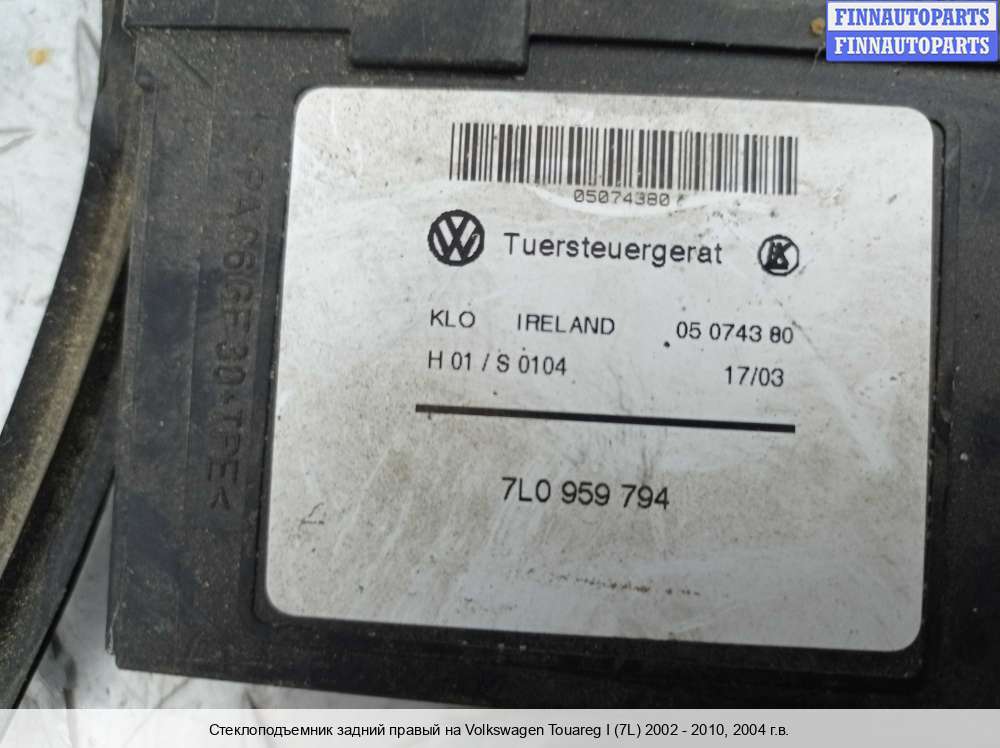 FINNAUTOPARTS
FINNAUTOPARTS
05074380
VW
Tuersteuergerat
KLO IRELAND 05 0743 80
H 01 / S 0104 17/03
7L0 959 794
Стеклоподъемник задний правый на Volkswagen Touareg I (7L) 2002 - 2010, 2004 г.в.